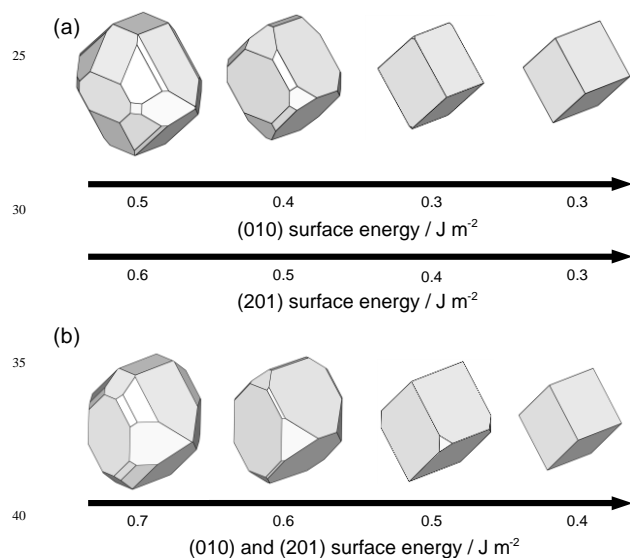 (a)
25
0.5 0.4 0.3 0.3
30
(010) surface energy / J m⁻²
0.6 0.5 0.4 0.3
(201) surface energy / J m⁻²
(b)
35
0.7 0.6 0.5 0.4
40
(010) and (201) surface energy / J m⁻²